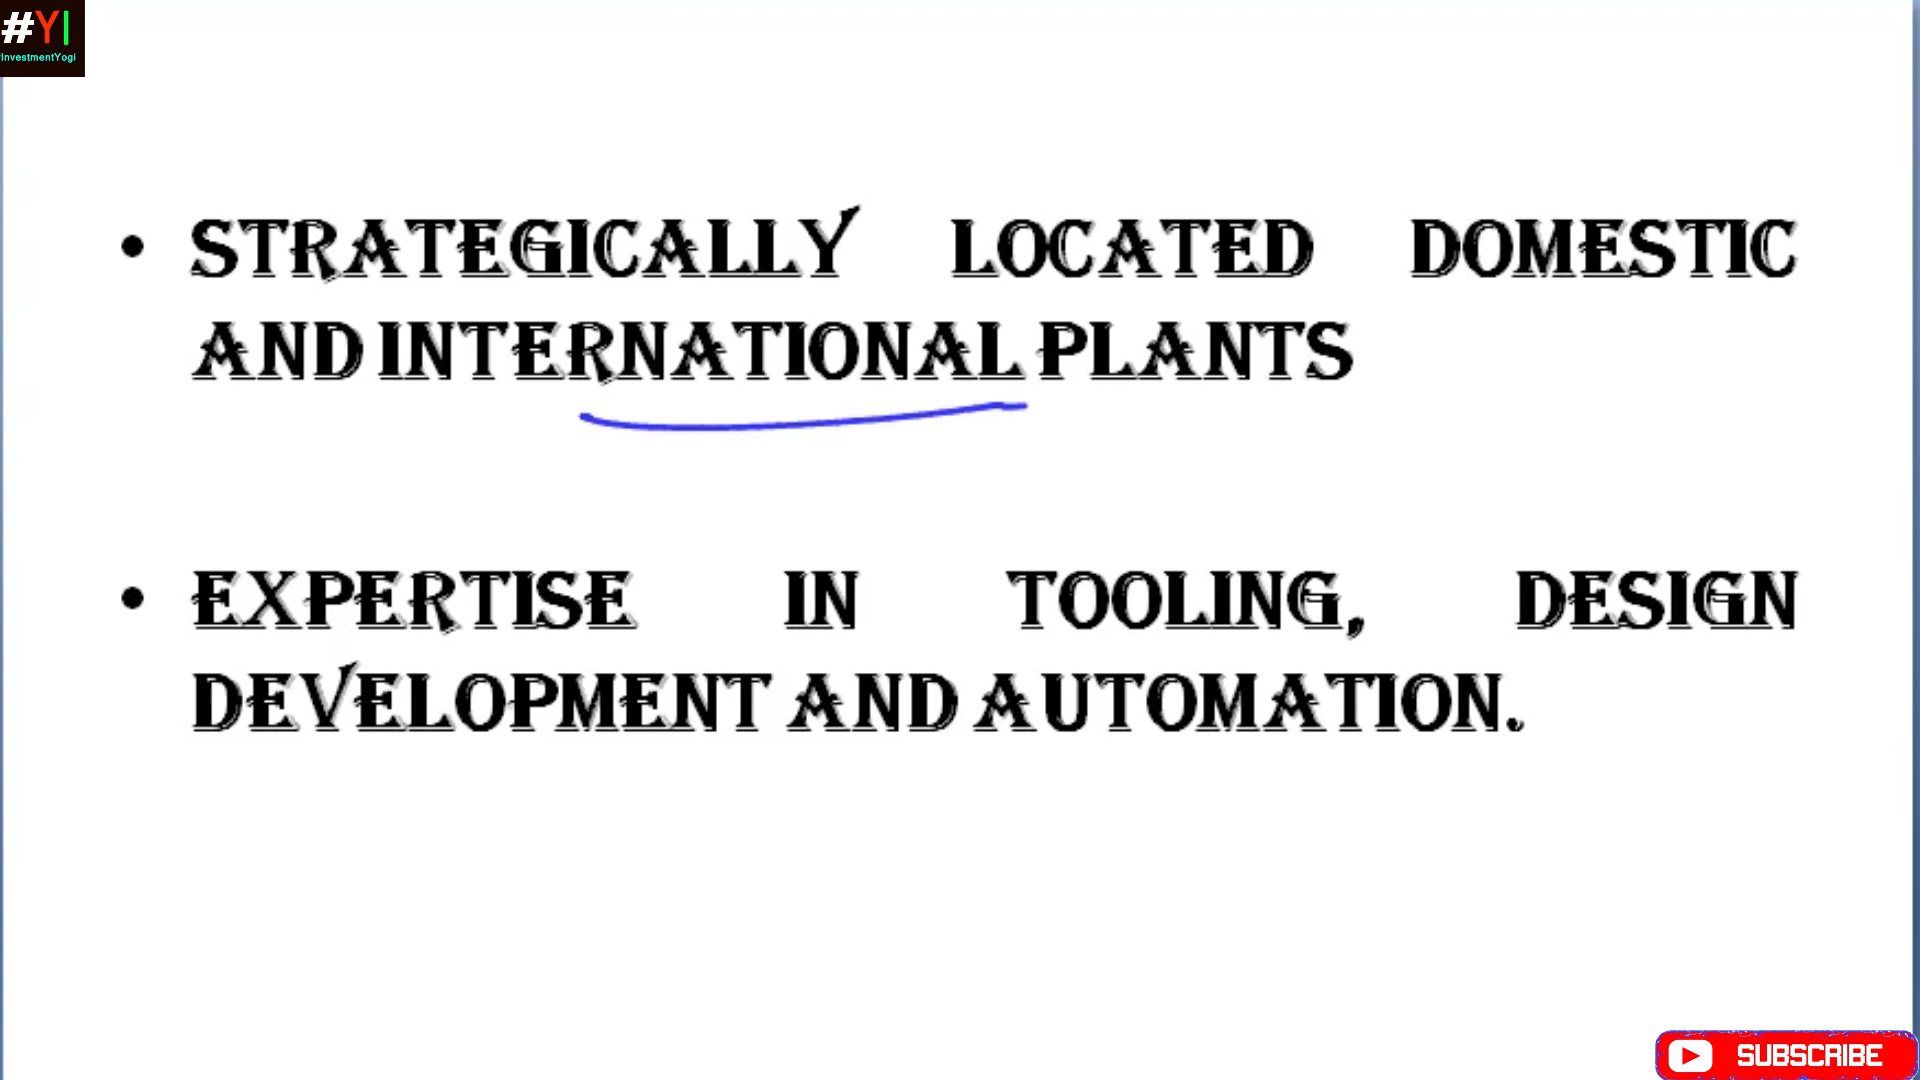 #YI
InvestmentYogi
• STRATEGICALLY LOCATED DOMESTIC
AND INTERNATIONAL PLANTS
• EXPERTISE IN TOOLING, DESIGN
DEVELOPMENT AND AUTOMATION.
SUBSCRIBE